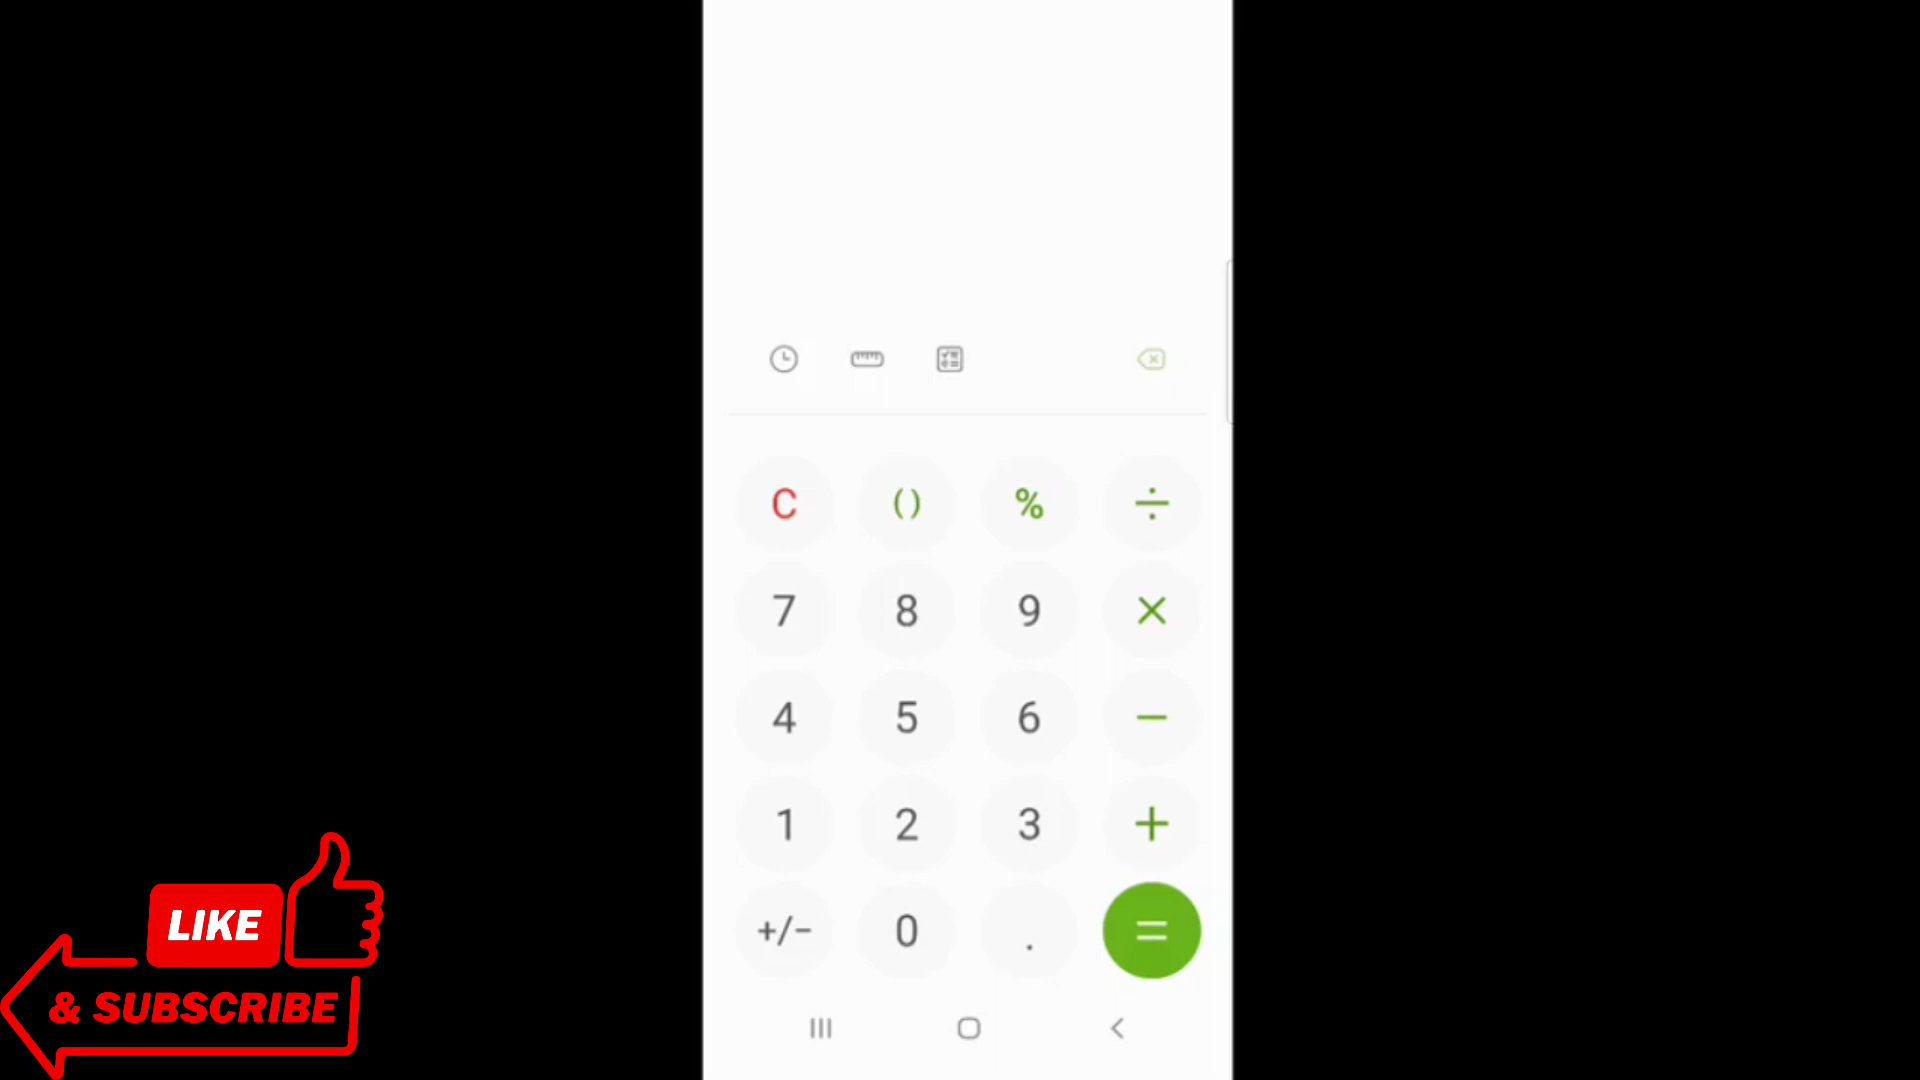 C () % ÷
7 8 9 ×
4 5 6 −
1 2 3 +
+/− 0 . =
LIKE
& SUBSCRIBE